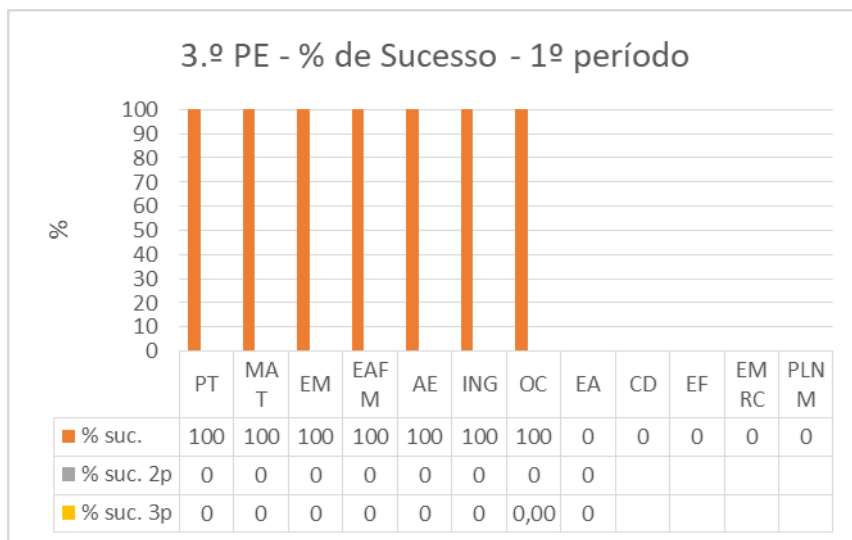 3.º PE - % de Sucesso - 1º período
100
90
80
70
60
50
40
30
20
10
0
%
PT MA EM EAF AE ING OC EA CD EF EM PLN
T M RC M
% suc. 100 100 100 100 100 100 100 0 0 0 0 0
% suc. 2p 0 0 0 0 0 0 0 0
% suc. 3p 0 0 0 0 0 0 0,00 0